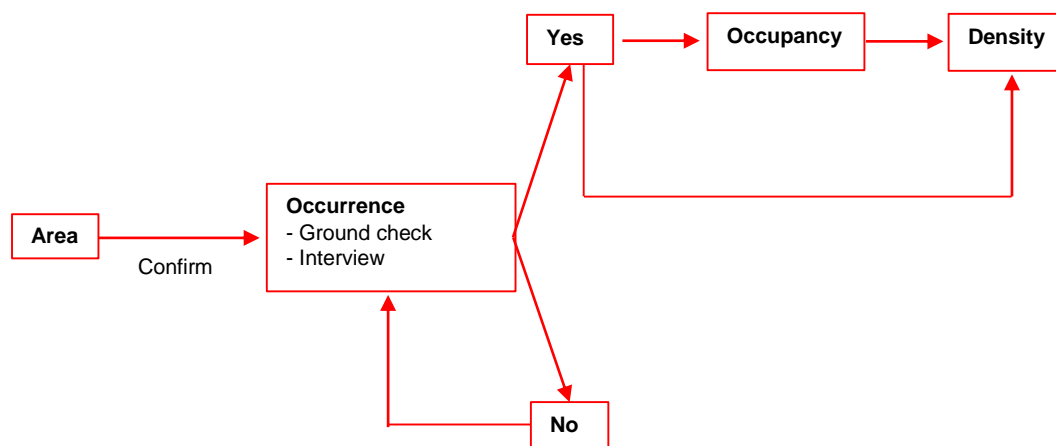 Yes
Occupancy
Density
Occurrence
- Ground check
- Interview
Area
Confirm
No